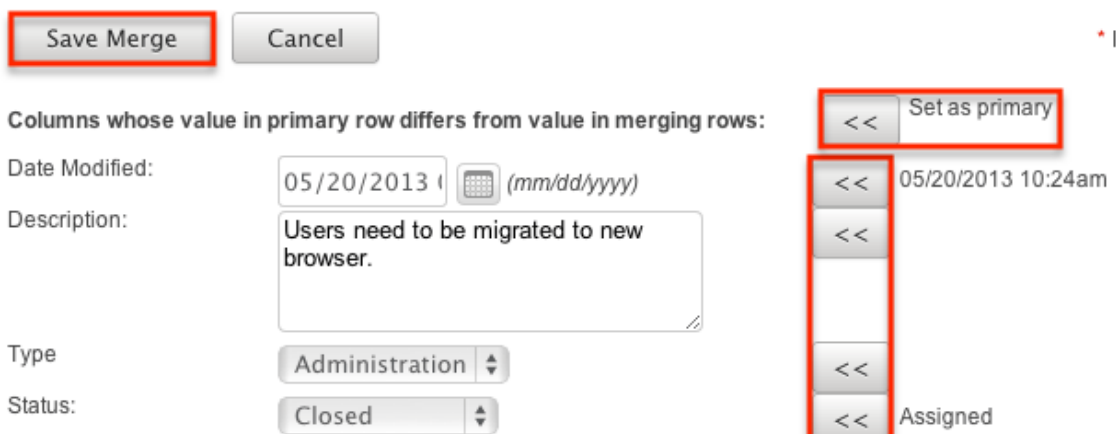 Save Merge Cancel * I
Columns whose value in primary row differs from value in merging rows: << Set as primary
Date Modified: 05/20/2013 (mm/dd/yyyy) << 05/20/2013 10:24am
Description: Users need to be migrated to new <<
browser.
Type Administration <<
Status: Closed << Assigned